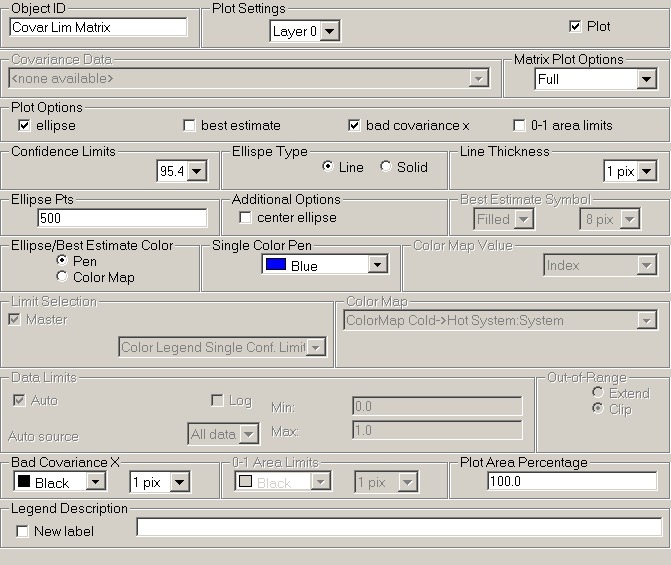 Object ID
Plot Settings
Covar Lim Matrix
Layer 0
Plot
Covariance Data
Matrix Plot Options
<none available>
Full
Plot Options
ellipse
best estimate
bad covariance x
0-1 area limits
Confidence Limits
Ellispe Type
Line Thickness
95.4
Line
Solid
1 pix
Ellipse Pts
Additional Options
Best Estimate Symbol
500
center ellipse
Filled
8 pix
Ellipse/Best Estimate Color
Single Color Pen
Color Map Value
Pen
Color Map
Blue
Index
Limit Selection
Color Map
Master
ColorMap Cold->Hot System:System
Color Legend Single Conf. Limit
Data Limits
Out-of-Range
Auto
Log
Min:
0.0
Extend
Clip
Auto source
All data
Max:
1.0
Bad Covariance X
0-1 Area Limits
Plot Area Percentage
Black
1 pix
Black
1 pix
100.0
Legend Description
New label